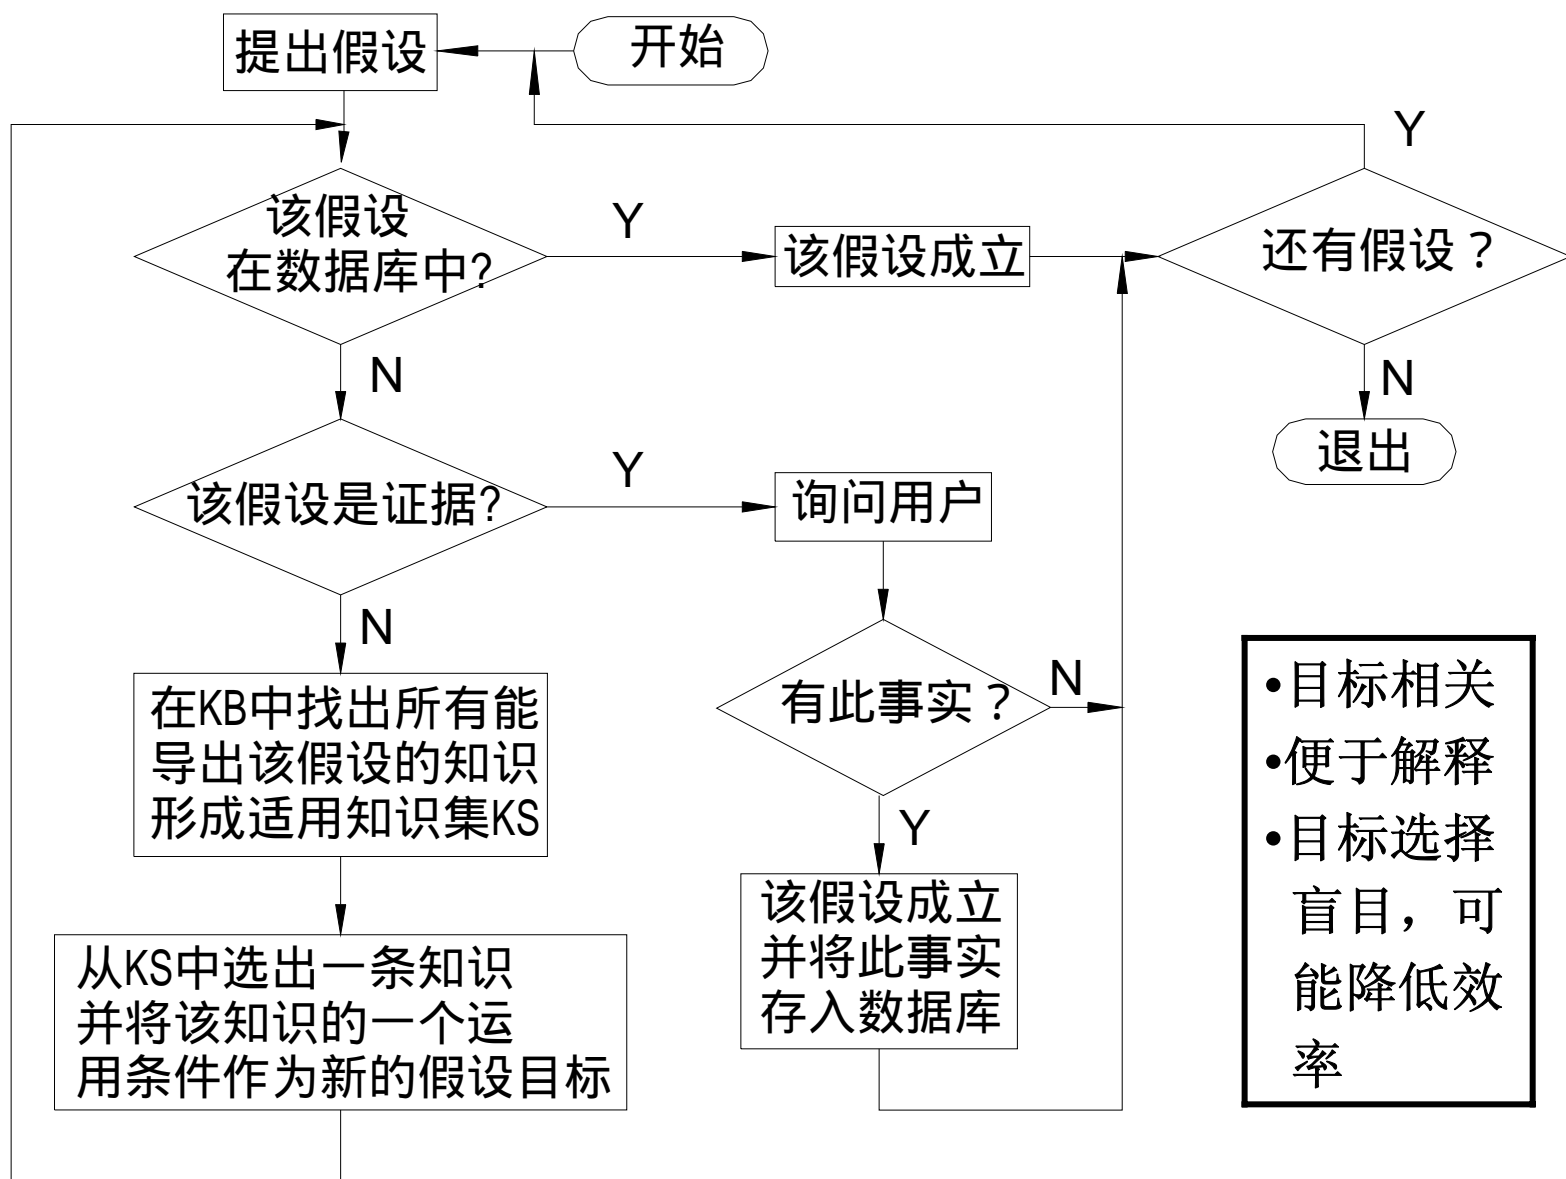 提出假设
开始
Y
该假设
在数据库中?
Y
该假设成立
还有假设？
N
N
退出
该假设是证据?
Y
询问用户
N
有此事实？
N
在KB中找出所有能
导出该假设的知识
形成适用知识集KS
Y
该假设成立
并将此事实
存入数据库
从KS中选出一条知识
并将该知识的一个运
用条件作为新的假设目标
•目标相关
•便于解释
•目标选择
盲目，可
能降低效
率